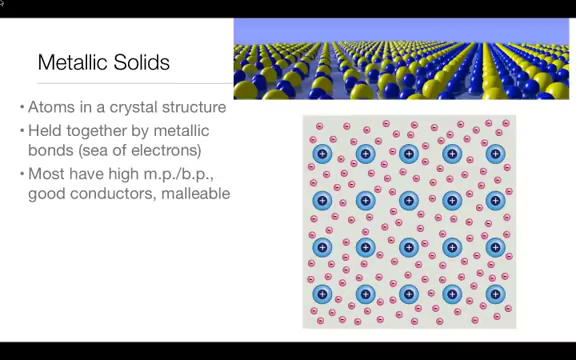 Metallic Solids
• Atoms in a crystal structure
• Held together by metallic
bonds (sea of electrons)
• Most have high m.p./b.p.,
good conductors, malleable